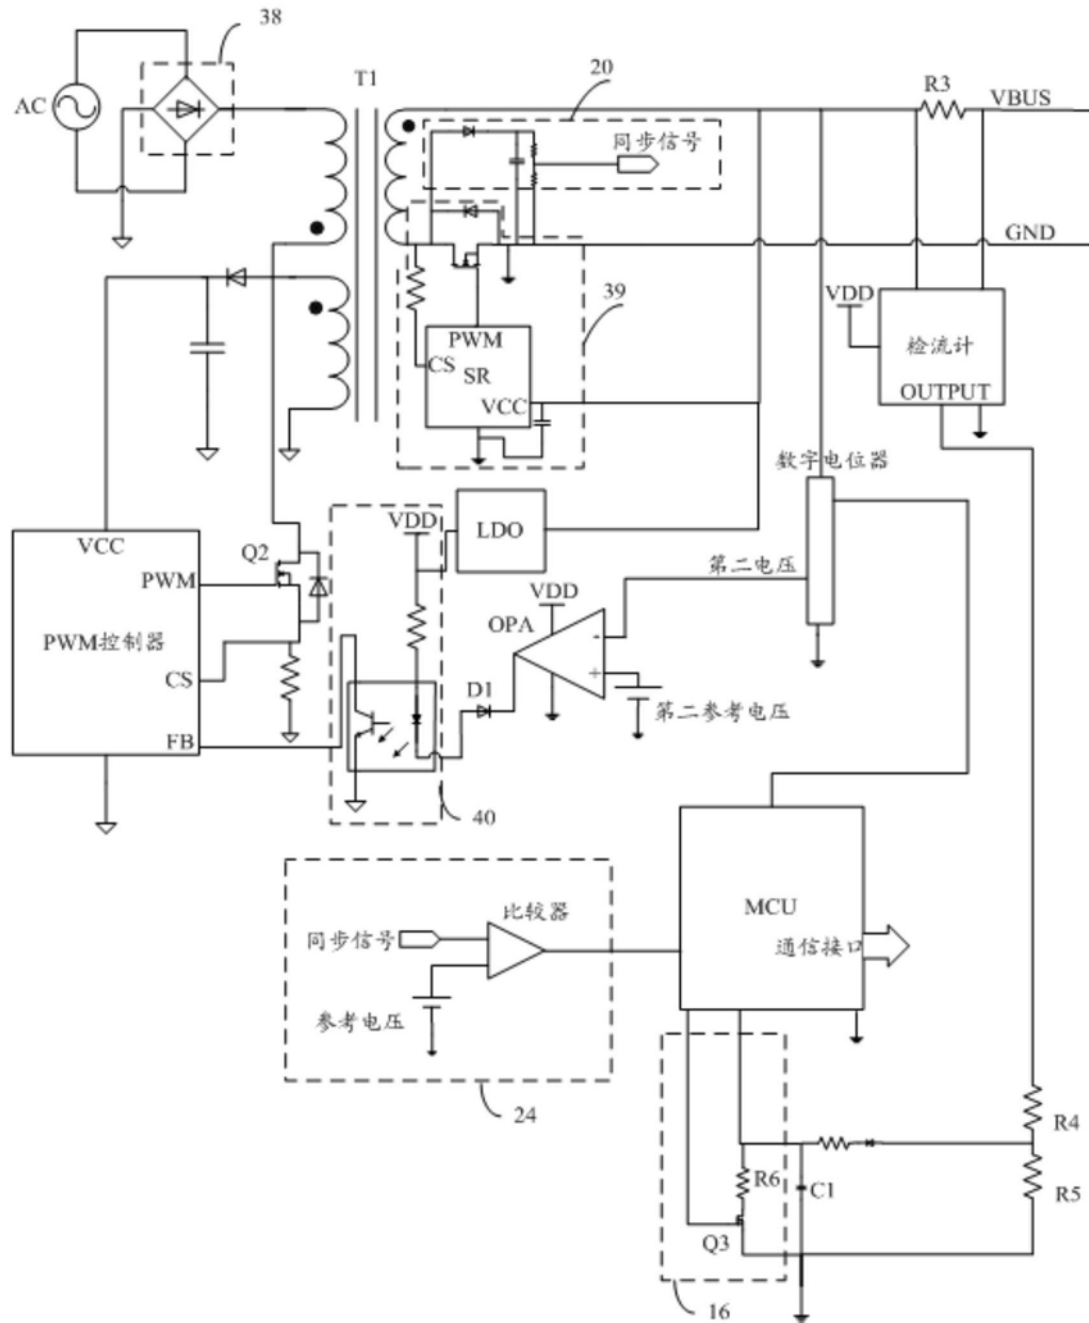 38
AC
T1
20
R3
VBUS
同步信号
GND
39
VDD
PWM
CS
SR
VCC
检流计
OUTPUT
数字电位器
VDD
LDO
第二电压
VCC
Q2
PWM
VDD
OPA
-
+
PWM控制器
CS
D1
第二参考电压
FB
40
比较器
MCU
同步信号
通信接口
参考电压
24
R4
R6
C1
R5
Q3
16